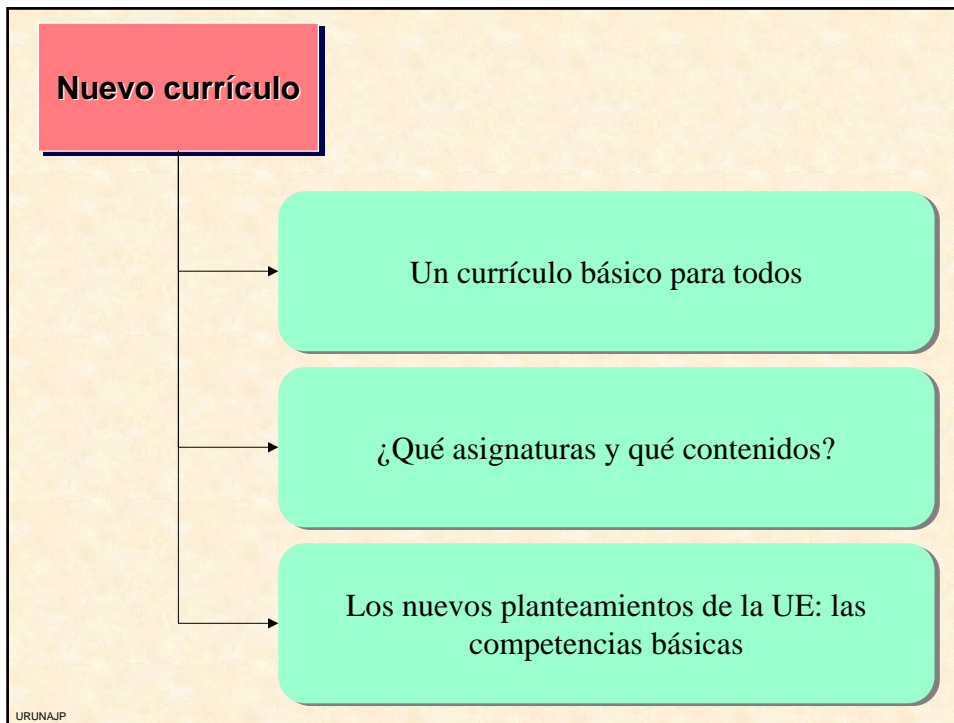 Nuevo currículo
Un currículo básico para todos
¿Qué asignaturas y qué contenidos?
Los nuevos planteamientos de la UE: las
competencias básicas
URUNAJP